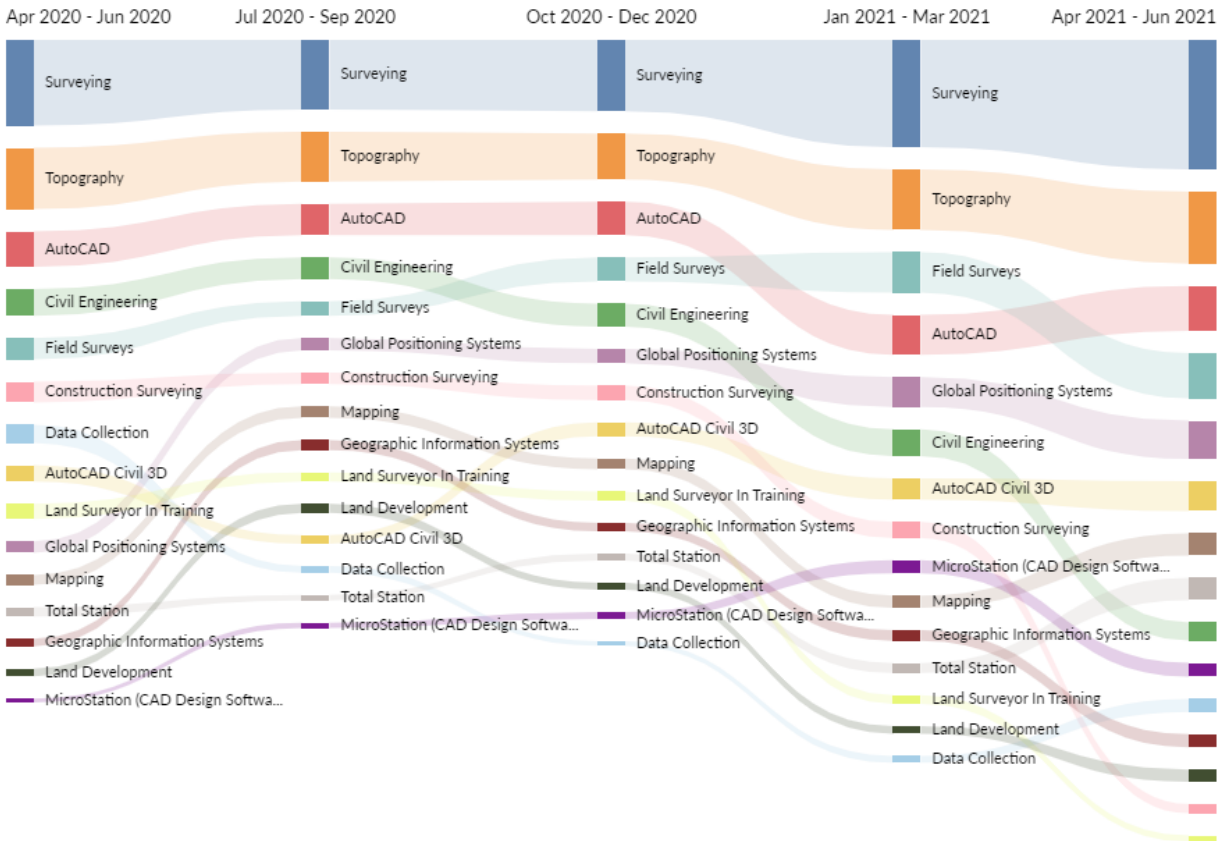 Apr 2020 - Jun 2020
Jul 2020 - Sep 2020
Oct 2020 - Dec 2020
Jan 2021 - Mar 2021
Apr 2021 - Jun 2021
Surveying
Topography
AutoCAD
Civil Engineering
Field Surveys
Construction Surveying
Data Collection
AutoCAD Civil 3D
Land Surveyor In Training
Global Positioning Systems
Mapping
Total Station
Geographic Information Systems
Land Development
MicroStation (CAD Design Softwa...
Surveying
Topography
AutoCAD
Civil Engineering
Field Surveys
Global Positioning Systems
Construction Surveying
Mapping
Geographic Information Systems
Land Surveyor In Training
Land Development
AutoCAD Civil 3D
Data Collection
Total Station
MicroStation (CAD Design Softwa...
Surveying
Topography
AutoCAD
Field Surveys
Civil Engineering
Global Positioning Systems
Construction Surveying
AutoCAD Civil 3D
Mapping
Land Surveyor In Training
Geographic Information Systems
Total Station
Land Development
MicroStation (CAD Design Softwa...
Data Collection
Surveying
Topography
Field Surveys
AutoCAD
Global Positioning Systems
Civil Engineering
AutoCAD Civil 3D
Construction Surveying
MicroStation (CAD Design Softwa...
Mapping
Geographic Information Systems
Total Station
Land Surveyor In Training
Land Development
Data Collection